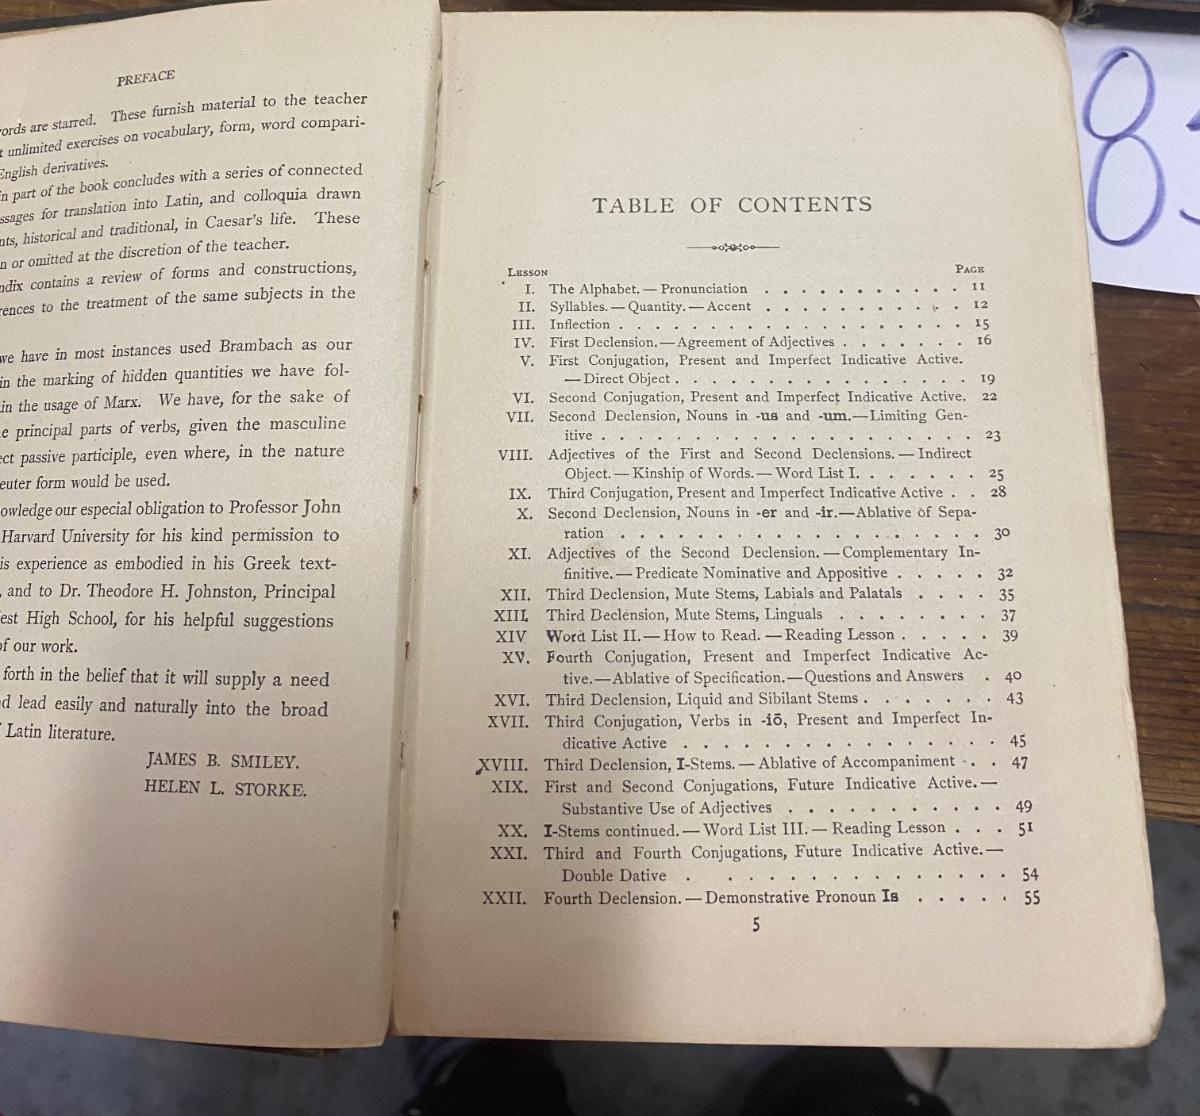 PREFACE
ords are starred. These furnish material to the teacher
t unlimited exercises on vocabulary, form, word compari-
English derivatives.
n part of the book concludes with a series of connected
ssages for translation into Latin, and colloquia drawn
nts, historical and traditional, in Caesar's life. These
n or omitted at the discretion of the teacher.
ndix contains a review of forms and constructions,
rences to the treatment of the same subjects in the
we have in most instances used Brambach as our
in the marking of hidden quantities we have fol-
in the usage of Marx. We have, for the sake of
e principal parts of verbs, given the masculine
ect passive participle, even where, in the nature
euter form would be used.
owledge our especial obligation to Professor John
Harvard University for his kind permission to
is experience as embodied in his Greek text-
, and to Dr. Theodore H. Johnston, Principal
est High School, for his helpful suggestions
of our work.
forth in the belief that it will supply a need
d lead easily and naturally into the broad
Latin literature.
JAMES B. SMILEY.
HELEN L. STORKE.
TABLE OF CONTENTS
LESSON PAGE
I. The Alphabet. — Pronunciation . . . . . . . . . . . 11
II. Syllables. — Quantity. — Accent . . . . . . . . . . . 12
III. Inflection . . . . . . . . . . . . . . . . . . . 15
IV. First Declension. — Agreement of Adjectives . . . . . . . 16
V. First Conjugation, Present and Imperfect Indicative Active.
— Direct Object . . . . . . . . . . . . . . . . 19
VI. Second Conjugation, Present and Imperfect Indicative Active. 22
VII. Second Declension, Nouns in -us and -um. — Limiting Gen-
itive . . . . . . . . . . . . . . . . . . . . 23
VIII. Adjectives of the First and Second Declensions. — Indirect
Object. — Kinship of Words. — Word List I. . . . . . . 25
IX. Third Conjugation, Present and Imperfect Indicative Active . . 28
X. Second Declension, Nouns in -er and -ir. — Ablative of Sepa-
ration . . . . . . . . . . . . . . . . . . 30
XI. Adjectives of the Second Declension. — Complementary In-
finitive. — Predicate Nominative and Appositive . . . . . 32
XII. Third Declension, Mute Stems, Labials and Palatals . . . . 35
XIII. Third Declension, Mute Stems, Linguals . . . . . . . . 37
XIV Word List II. — How to Read. — Reading Lesson . . . . . 39
XV. Fourth Conjugation, Present and Imperfect Indicative Ac-
tive. — Ablative of Specification. — Questions and Answers . 40
XVI. Third Declension, Liquid and Sibilant Stems . . . . . . . 43
XVII. Third Conjugation, Verbs in -iō, Present and Imperfect In-
dicative Active . . . . . . . . . . . . . . . 45
XVIII. Third Declension, I-Stems. — Ablative of Accompaniment . . 47
XIX. First and Second Conjugations, Future Indicative Active. —
Substantive Use of Adjectives . . . . . . . . . . . 49
XX. I-Stems continued. — Word List III. — Reading Lesson . . . 51
XXI. Third and Fourth Conjugations, Future Indicative Active. —
Double Dative . . . . . . . . . . . . . . . 54
XXII. Fourth Declension. — Demonstrative Pronoun Is . . . . . 55
5
8